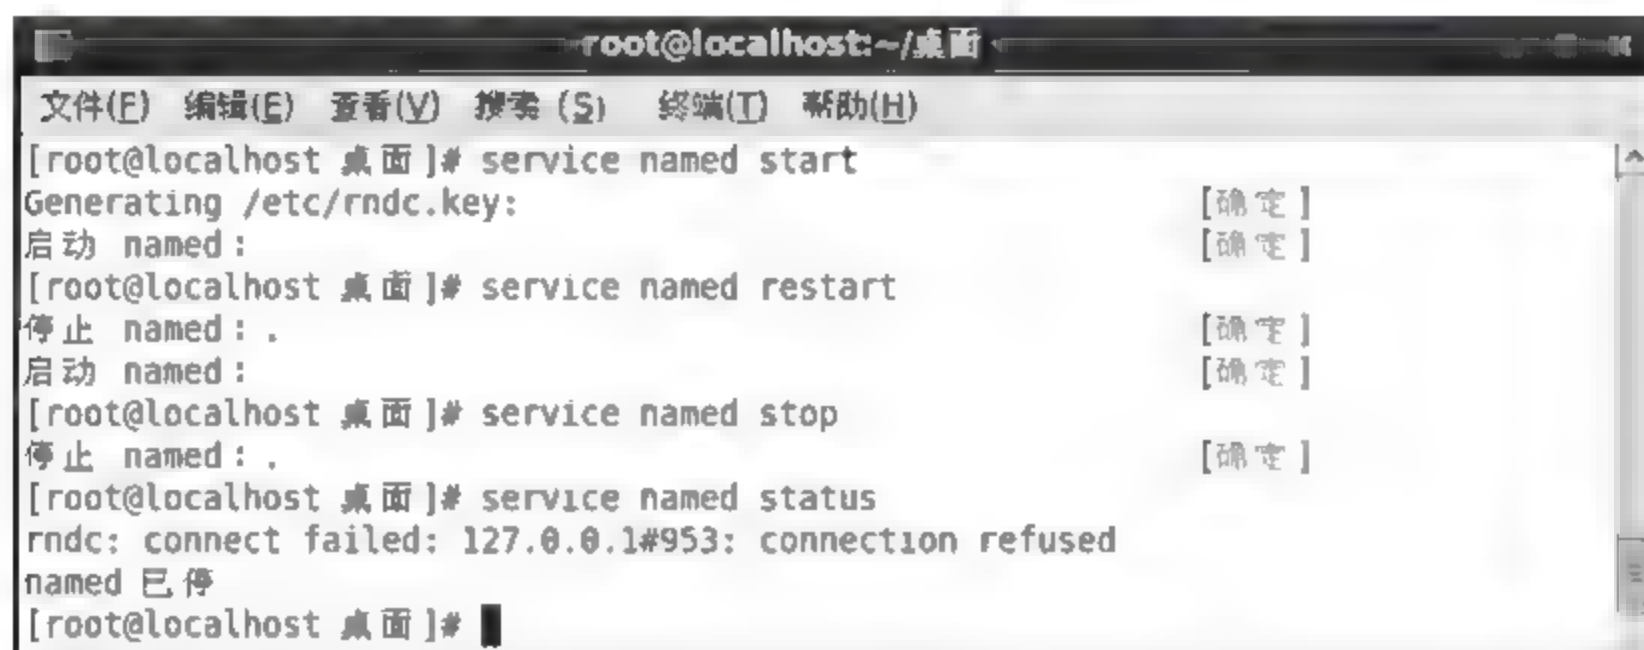 root@localhost:~/桌面
文件(F) 编辑(E) 查看(V) 搜索 (S) 终端(T) 帮助(H)
[root@localhost 桌面]# service named start
Generating /etc/rndc.key: [确定]
启动 named: [确定]
[root@localhost 桌面]# service named restart
停止 named: . [确定]
启动 named: [确定]
[root@localhost 桌面]# service named stop
停止 named: . [确定]
[root@localhost 桌面]# service named status
rndc: connect failed: 127.0.0.1#953: connection refused
named 已停
[root@localhost 桌面]#